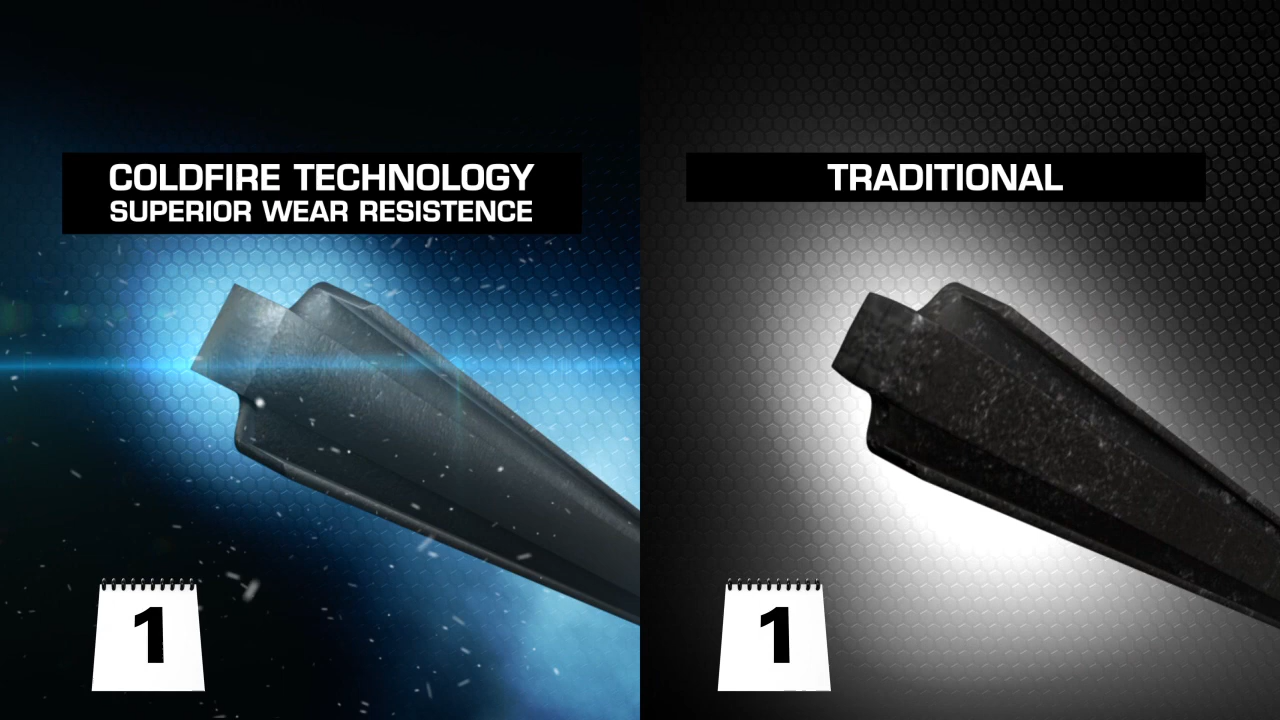 COLDFIRE TECHNOLOGY
SUPERIOR WEAR RESISTENCE
TRADITIONAL
1
1